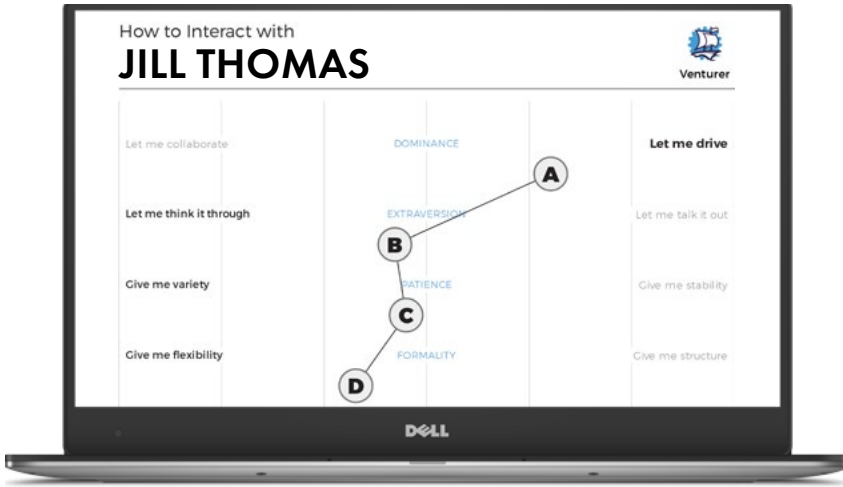 How to Interact with
JILL THOMAS
Venturer
Let me collaborate DOMINANCE Let me drive
A
Let me think it through EXTRAVERSION Let me talk it out
B
Give me variety PATIENCE Give me stability
C
Give me flexibility FORMALITY Give me structure
D
DELL